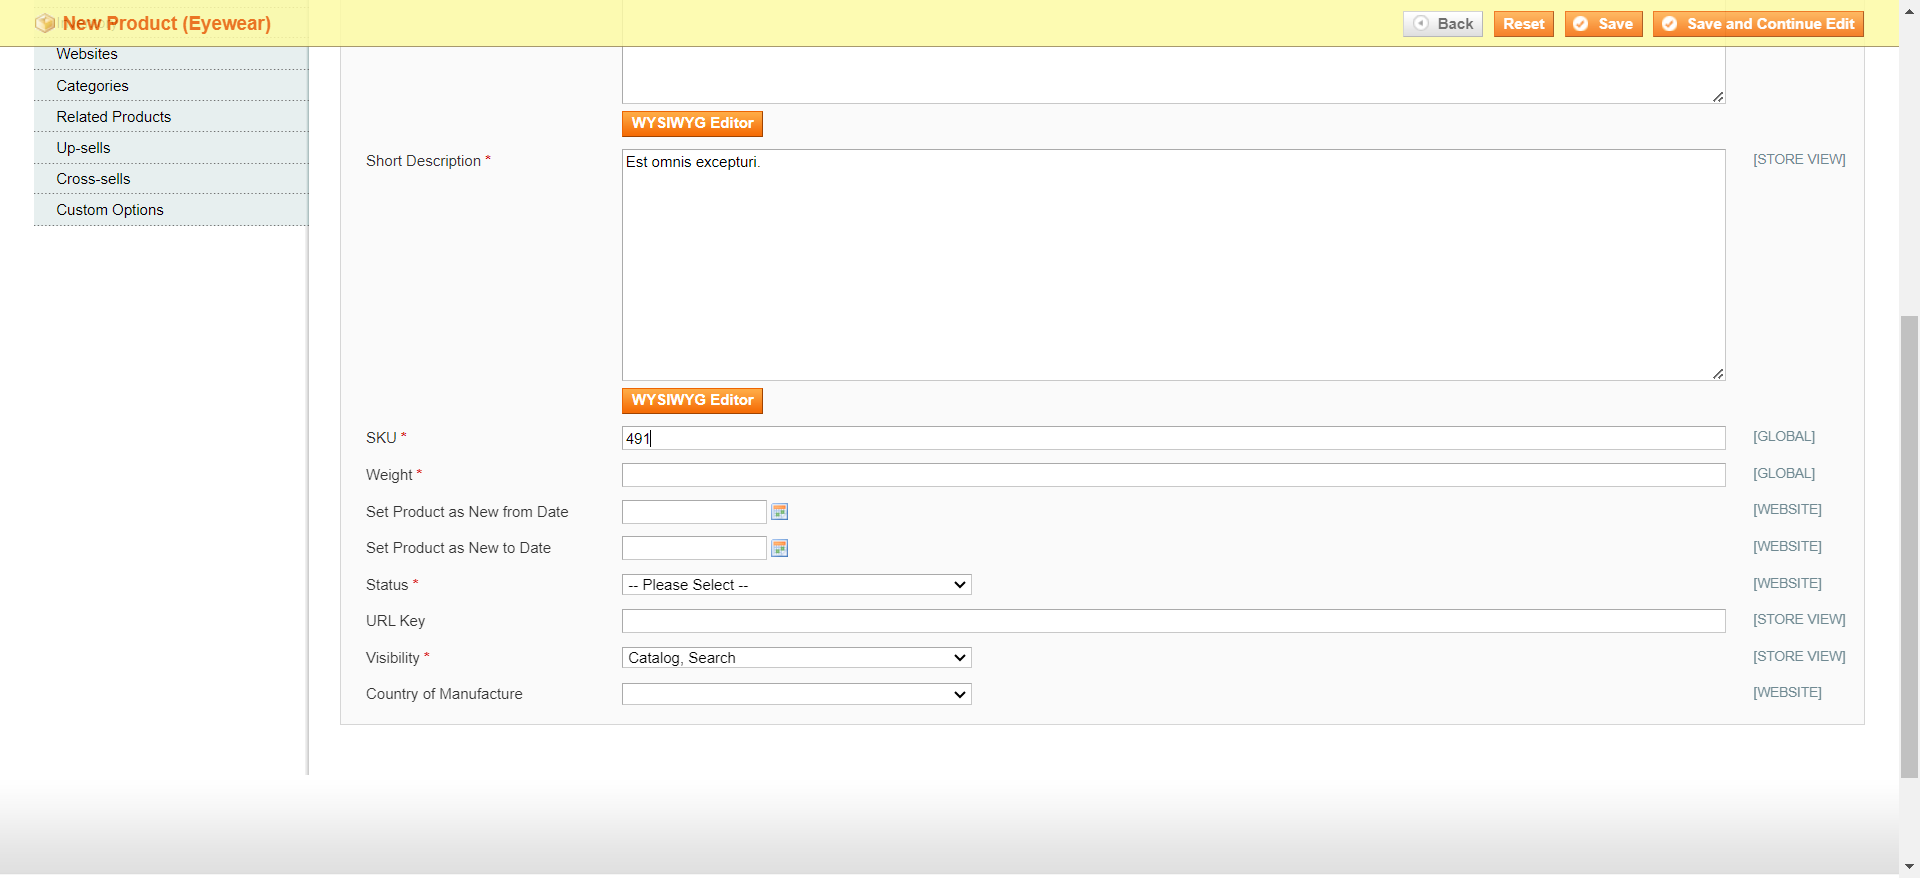 New Product (Eyewear)
Back
Reset
Save
Save and Continue Edit
Websites
Categories
Related Products
Up-sells
Cross-sells
Custom Options
WYSIWYG Editor
Short Description *
Est omnis excepturi.
[STORE VIEW]
WYSIWYG Editor
SKU *
491
[GLOBAL]
Weight *
[GLOBAL]
Set Product as New from Date
[WEBSITE]
Set Product as New to Date
[WEBSITE]
Status *
-- Please Select --
[WEBSITE]
URL Key
[STORE VIEW]
Visibility *
Catalog, Search
[STORE VIEW]
Country of Manufacture
[WEBSITE]